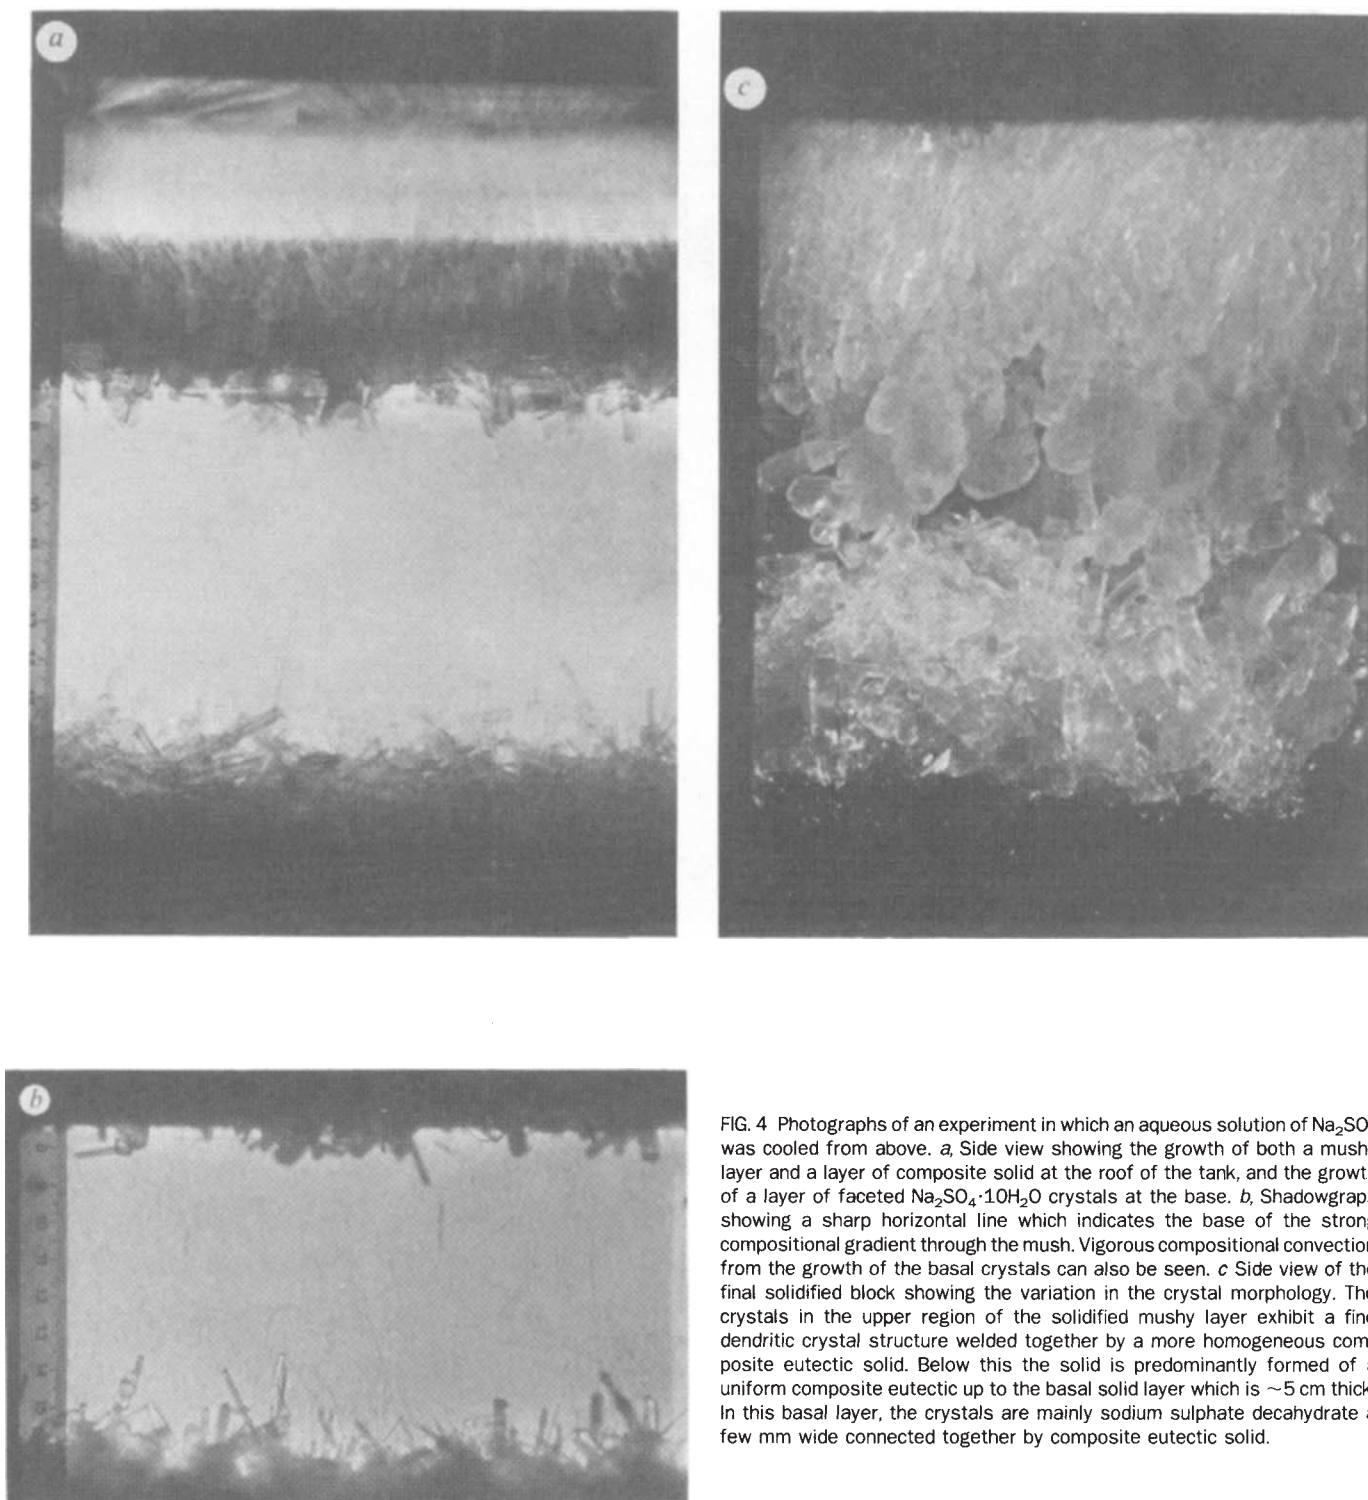 a
c
b
FIG. 4 Photographs of an experiment in which an aqueous solution of Na₂SO
was cooled from above. a, Side view showing the growth of both a mush
layer and a layer of composite solid at the roof of the tank, and the growt
of a layer of faceted Na₂SO₄·10H₂O crystals at the base. b, Shadowgrap
showing a sharp horizontal line which indicates the base of the stron
compositional gradient through the mush. Vigorous compositional convection
from the growth of the basal crystals can also be seen. c Side view of the
final solidified block showing the variation in the crystal morphology. The
crystals in the upper region of the solidified mushy layer exhibit a fine
dendritic crystal structure welded together by a more homogeneous com
posite eutectic solid. Below this the solid is predominantly formed of
uniform composite eutectic up to the basal solid layer which is ~5 cm thick
In this basal layer, the crystals are mainly sodium sulphate decahydrate
few mm wide connected together by composite eutectic solid.